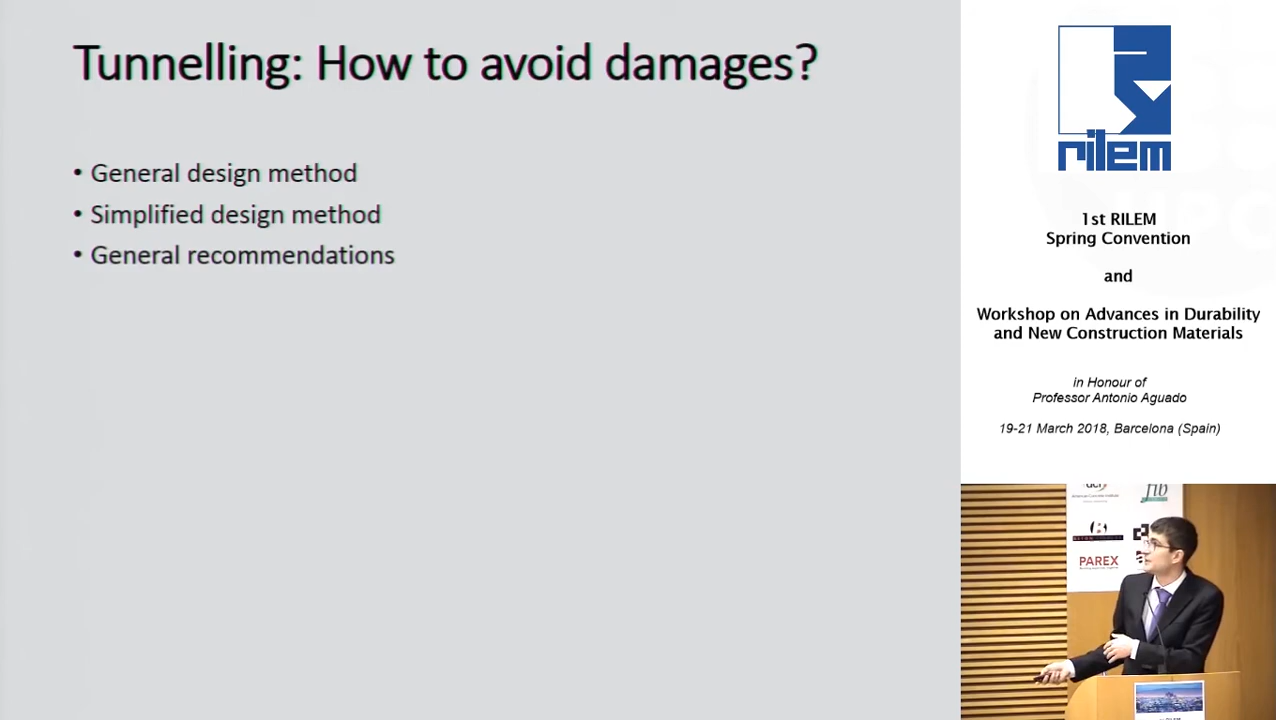 Tunnelling: How to avoid damages?
• General design method
• Simplified design method
• General recommendations
rilem
1st RILEM
Spring Convention
and
Workshop on Advances in Durability
and New Construction Materials
in Honour of
Professor Antonio Aguado
19-21 March 2018, Barcelona (Spain)
aci
fib
PAREX